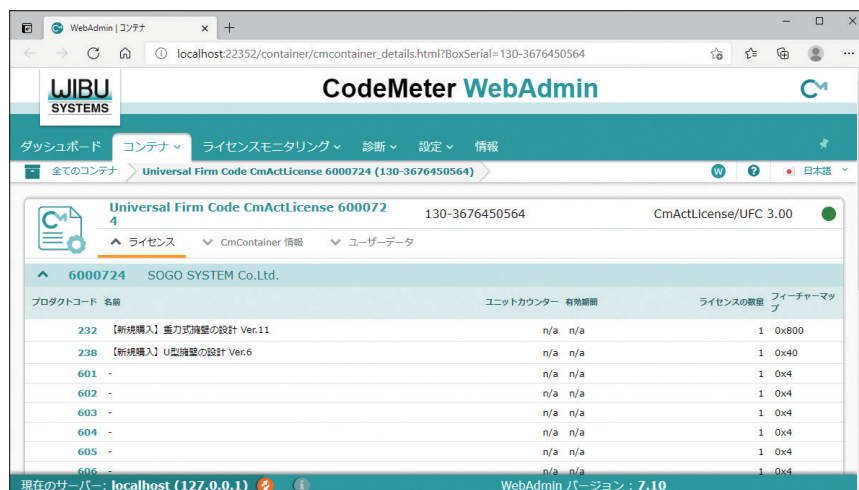 WebAdmin | コンテナ
localhost:22352/container/cmcontainer_details.html?BoxSerial=130-3676450564
WIBU
SYSTEMS
CodeMeter WebAdmin
ダッシュボード コンテナ ライセンスモニタリング 診断 設定 情報
全てのコンテナ Universal Firm Code CmActLicense 6000724 (130-3676450564) W ? 日本語
Universal Firm Code CmActLicense 600072
4
130-3676450564 CmActLicense/UFC 3.00
ライセンス CmContainer 情報 ユーザーデータ
6000724 SOGO SYSTEM Co.Ltd.
プロダクトコード 名前 ユニットカウンター 有効期間 ライセンスの数量 フィーチャーマッ
プ
232 【新規購入】重力式擁壁の設計 Ver.11 n/a n/a 1 0x800
238 【新規購入】U型擁壁の設計 Ver.6 n/a n/a 1 0x40
601 - n/a n/a 1 0x4
602 - n/a n/a 1 0x4
603 - n/a n/a 1 0x4
604 - n/a n/a 1 0x4
605 - n/a n/a 1 0x4
606 - n/a n/a 1 0x4
現在のサーバー: localhost (127.0.0.1) WebAdmin バージョン : 7.10